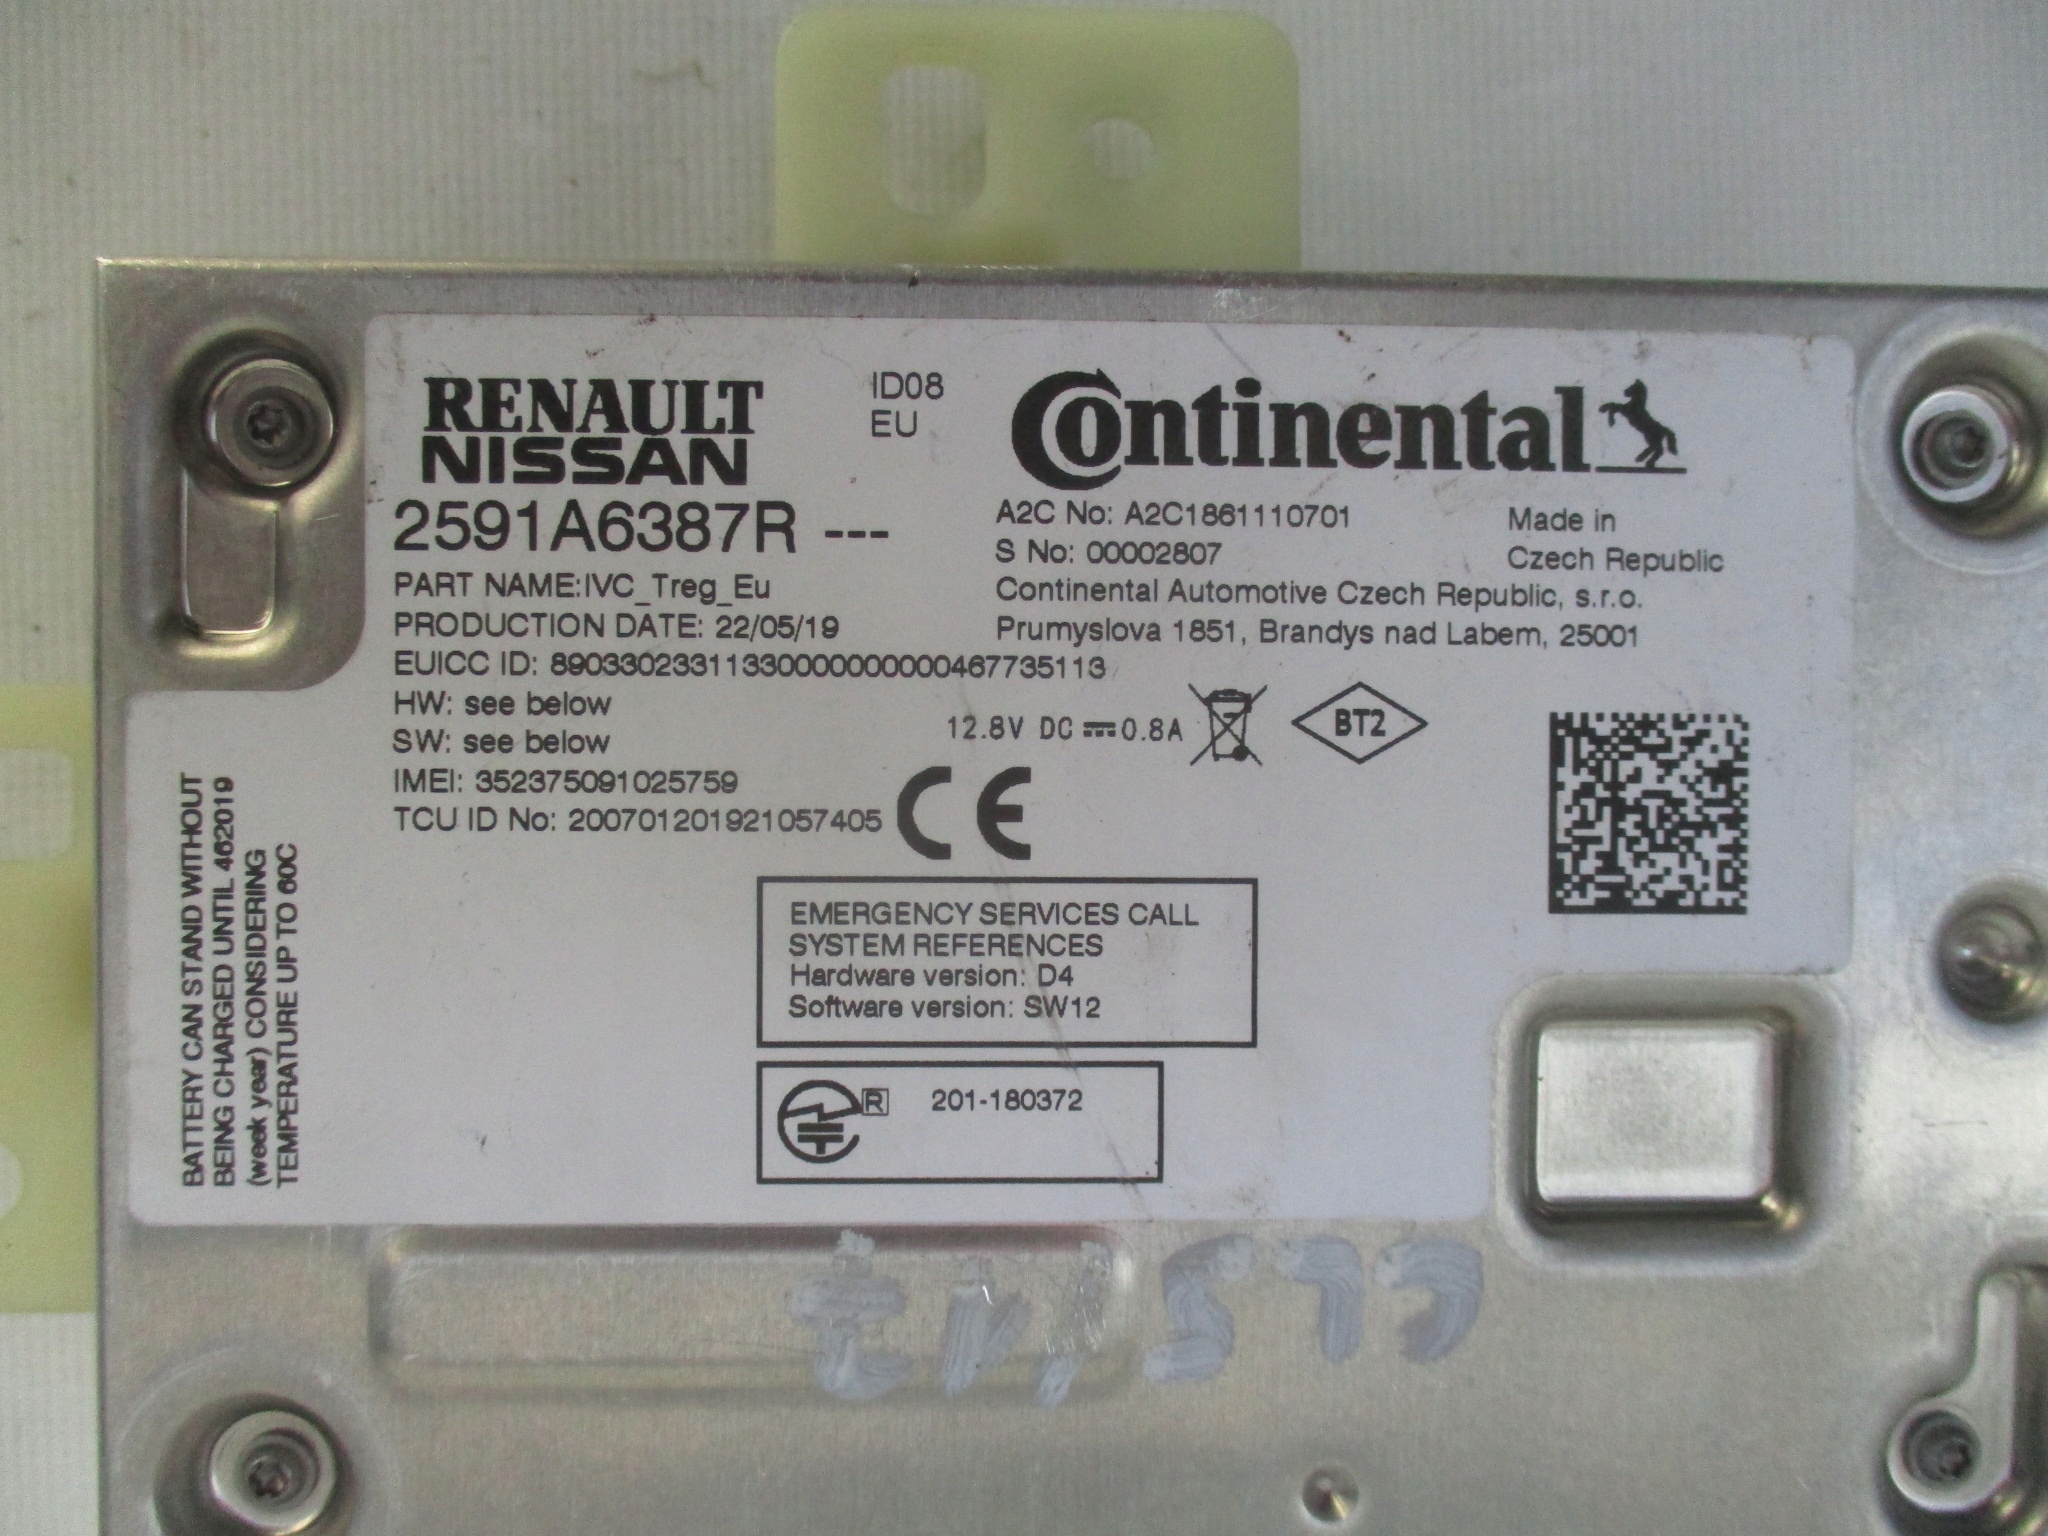 RENAULT
NISSAN
ID08
EU
Continental
2591A6387R ---
PART NAME:IVC_Treg_Eu
PRODUCTION DATE: 22/05/19
EUICC ID: 89033023311330000000000467735113
HW: see below
SW: see below
IMEI: 352375091025759
TCU ID No: 200701201921057405
A2C No: A2C1861110701
S No: 00002807
Made in
Czech Republic
Continental Automotive Czech Republic, s.r.o.
Prumyslova 1851, Brandys nad Labem, 25001
12.8V DC 0.8A
BT2
CE
EMERGENCY SERVICES CALL
SYSTEM REFERENCES
Hardware version: D4
Software version: SW12
R 201-180372
BATTERY CAN STAND WITHOUT
BEING CHARGED UNTIL 462019
(week year) CONSIDERING
TEMPERATURE UP TO 60C